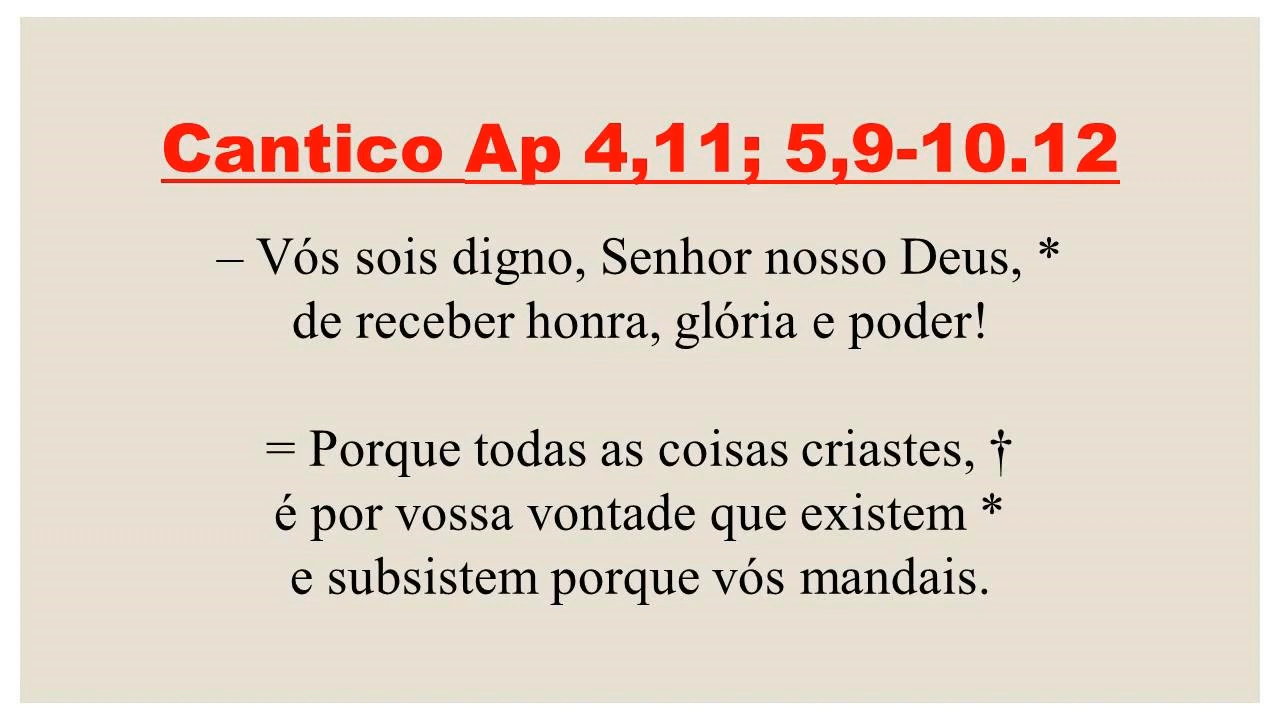 Cantico Ap 4,11; 5,9-10.12
– Vós sois digno, Senhor nosso Deus, *
de receber honra, glória e poder!
= Porque todas as coisas criastes, †
é por vossa vontade que existem *
e subsistem porque vós mandais.